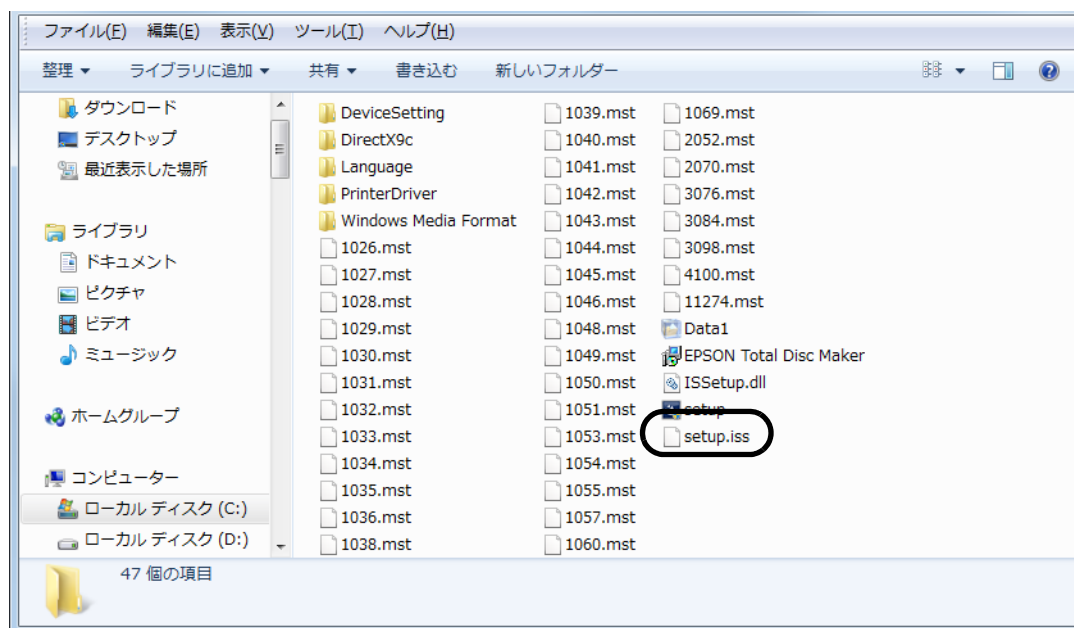 ファイル(F) 編集(E) 表示(V) ツール(T) ヘルプ(H)
整理 ライブラリに追加 共有 書き込む 新しいフォルダー
ダウンロード
デスクトップ
最近表示した場所
ライブラリ
ドキュメント
ピクチャ
ビデオ
ミュージック
ホームグループ
コンピューター
ローカル ディスク (C:)
ローカル ディスク (D:)
DeviceSetting
DirectX9c
Language
PrinterDriver
Windows Media Format
1026.mst
1027.mst
1028.mst
1029.mst
1030.mst
1031.mst
1032.mst
1033.mst
1034.mst
1035.mst
1036.mst
1038.mst
1039.mst
1040.mst
1041.mst
1042.mst
1043.mst
1044.mst
1045.mst
1046.mst
1048.mst
1049.mst
1050.mst
1051.mst
1053.mst
1054.mst
1055.mst
1057.mst
1060.mst
1069.mst
2052.mst
2070.mst
3076.mst
3084.mst
3098.mst
4100.mst
11274.mst
Data1
EPSON Total Disc Maker
ISSetup.dll
setup
setup.iss
47 個の項目